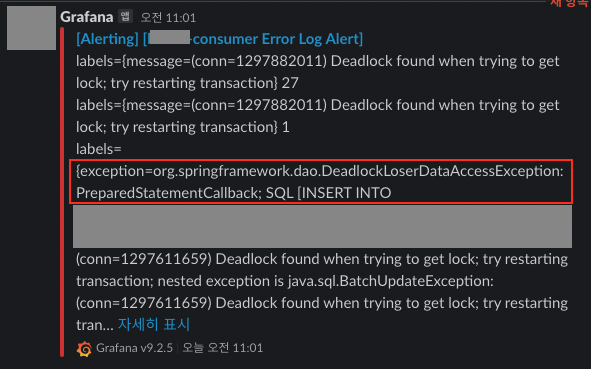 새 항목
Grafana 앱 오전 11:01
[Alerting] [ -consumer Error Log Alert]
labels={message=(conn=1297882011) Deadlock found when trying to get
lock; try restarting transaction} 27
labels={message=(conn=1297882011) Deadlock found when trying to get
lock; try restarting transaction} 1
labels=
{exception=org.springframework.dao.DeadlockLoserDataAccessException:
PreparedStatementCallback; SQL [INSERT INTO
(conn=1297611659) Deadlock found when trying to get lock; try restarting
transaction; nested exception is java.sql.BatchUpdateException:
(conn=1297611659) Deadlock found when trying to get lock; try restarting
tran... 자세히 표시
Grafana v9.2.5 | 오늘 오전 11:01